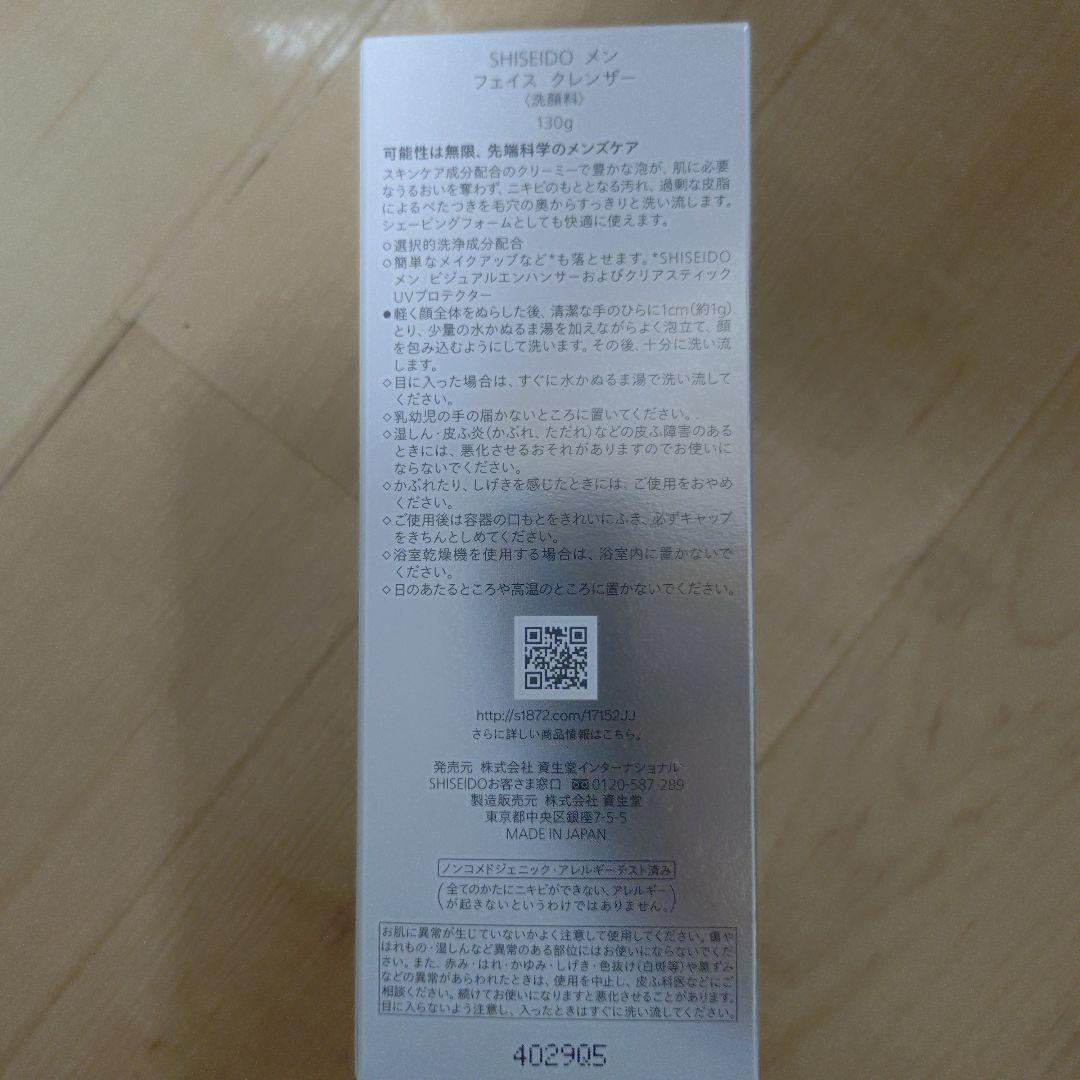 SHISEIDO メン
フェイス クレンザー
〈洗顔料〉
130g
可能性は無限、先端科学のメンズケア
スキンケア成分配合のクリーミーで豊かな泡が、肌に必要
なうるおいを奪わず、ニキビのもととなる汚れ、過剰な皮脂
によるべたつきを毛穴の奥からすっきりと洗い流します。
シェービングフォームとしても快適に使えます。
○選択的洗浄成分配合
○簡単なメイクアップなど*も落とせます。*SHISEIDO
メン ビジュアルエンハンサーおよびクリアスティック
UVプロテクター
●軽く顔全体をぬらした後、清潔な手のひらに1cm(約1g)
とり、少量の水かぬるま湯を加えながらよく泡立て、顔
を包み込むようにして洗います。その後、十分に洗い流
します。
◇目に入った場合は、すぐに水かぬるま湯で洗い流して
ください。
◇乳幼児の手の届かないところに置いてください。
◇湿しん・皮ふ炎(かぶれ、ただれ)などの皮ふ障害のある
ときには、悪化させるおそれがありますのでお使いに
ならないでください。
◇かぶれたり、しげきを感じたときには、ご使用をおやめ
ください。
◇ご使用後は容器の口もとをきれいにふき、必ずキャップ
をきちんとしめてください。
◇浴室乾燥機を使用する場合は、浴室内に置かないで
ください。
◇日のあたるところや高温のところに置かないでください。
http://s1872.com/17152JJ
さらに詳しい商品情報はこちら。
発売元 株式会社 資生堂インターナショナル
SHISEIDOお客さま窓口 0120-587-289
製造販売元 株式会社 資生堂
東京都中央区銀座7-5-5
MADE IN JAPAN
ノンコメドジェニック・アレルギーテスト済み
(全てのかたにニキビができない、アレルギー
が起きないというわけではありません。)
お肌に異常が生じていないかよく注意して使用してください。傷や
はれもの・湿しんなど異常のある部位にはお使いにならないでくだ
さい。また、赤み・はれ・かゆみ・しげき・色抜け(白斑等)や黒ずみ
などの異常があらわれたときは、使用を中止し、皮ふ科医などにご
相談ください。続けてお使いになりますと悪化させることがあります。
目に入らないよう注意し、入ったときはすぐに洗い流してください。
4029Q5